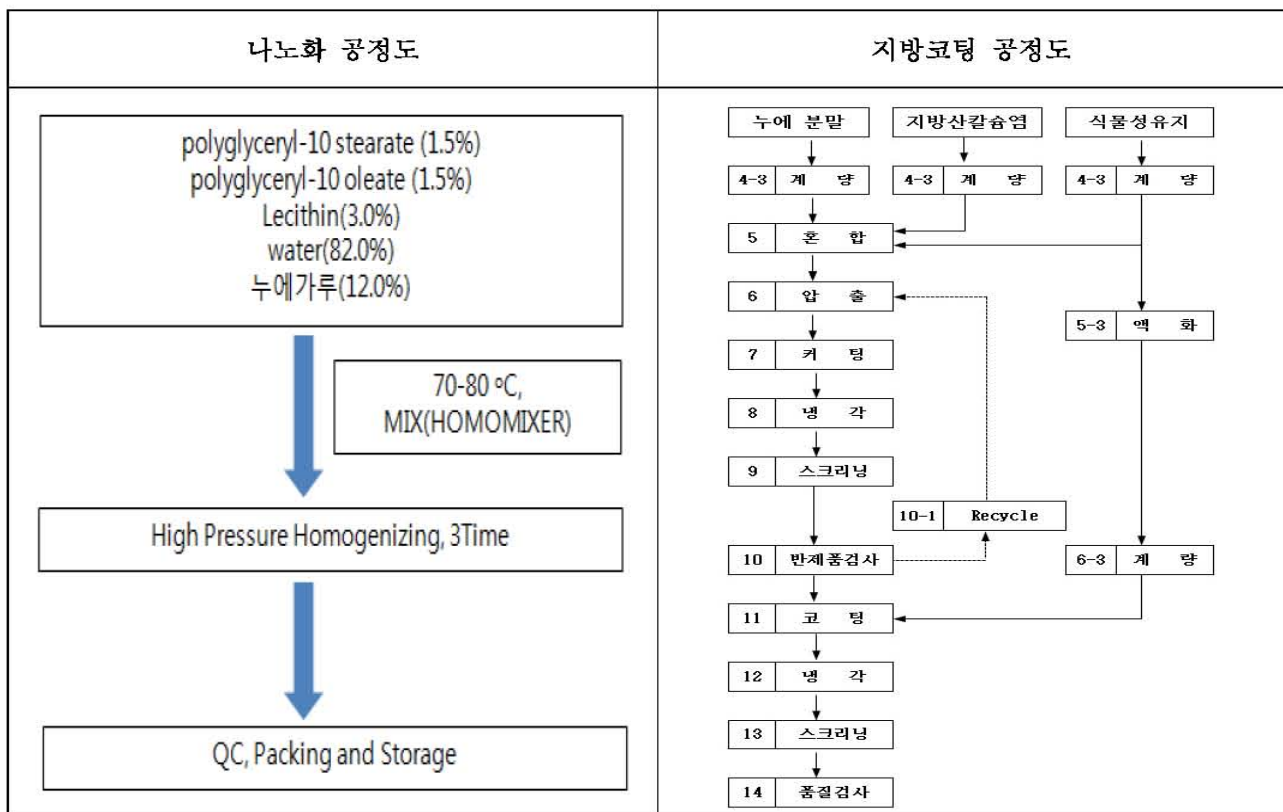 나노화 공정도
지방코팅 공정도
polyglyceryl-10 stearate (1.5%)
polyglyceryl-10 oleate (1.5%)
Lecithin(3.0%)
water(82.0%)
누에가루(12.0%)
70-80 ºC,
MIX(HOMOMIXER)
High Pressure Homogenizing, 3Time
QC, Packing and Storage
누에 분말
지방산칼슘염
식물성유지
4-3 계 량
4-3 계 량
4-3 계 량
5 혼 합
6 압 출
5-3 액 화
7 커 팅
8 냉 각
9 스크리닝
10-1 Recycle
10 반제품검사
6-3 계 량
11 코 팅
12 냉 각
13 스크리닝
14 품질검사